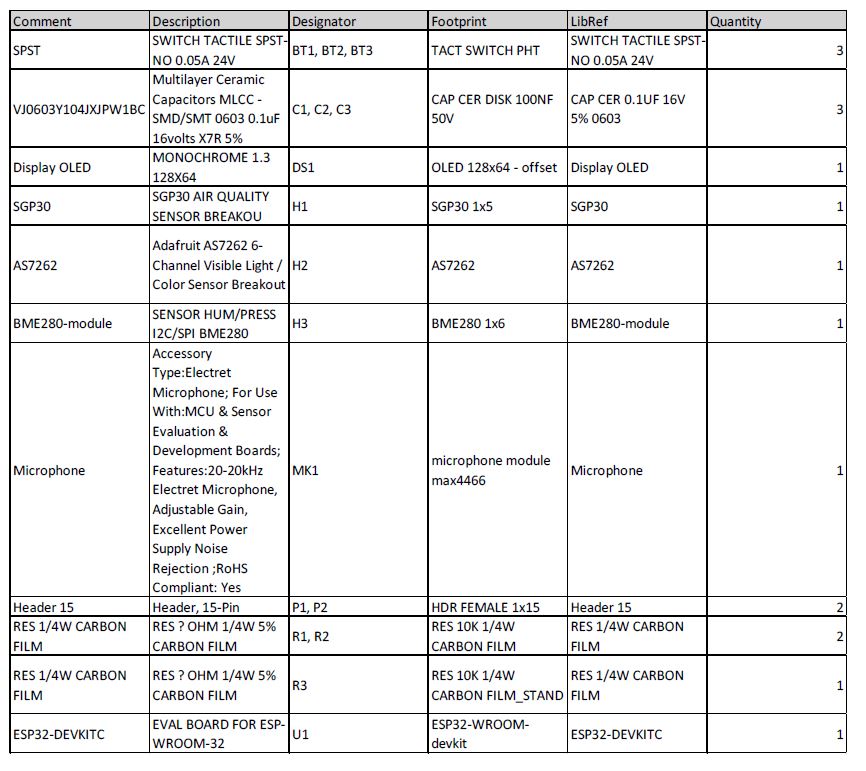 Comment Description Designator Footprint LibRef Quantity
SPST
SWITCH TACTILE SPST-
NO 0.05A 24V
BT1, BT2, BT3
TACT SWITCH PHT
SWITCH TACTILE SPST-
NO 0.05A 24V
3
VJ0603Y104JXJPW1BC
Multilayer Ceramic
Capacitors MLCC -
SMD/SMT 0603 0.1uF
16volts X7R 5%
C1, C2, C3
CAP CER DISK 100NF
50V
CAP CER 0.1UF 16V
5% 0603
3
Display OLED
MONOCHROME 1.3
128X64
DS1
OLED 128x64 - offset
Display OLED
1
SGP30
SGP30 AIR QUALITY
SENSOR BREAKOU
H1
SGP30 1x5
SGP30
1
AS7262
Adafruit AS7262 6-
Channel Visible Light /
Color Sensor Breakout
H2
AS7262
AS7262
1
BME280-module
SENSOR HUM/PRESS
I2C/SPI BME280
H3
BME280 1x6
BME280-module
1
Microphone
Accessory
Type:Electret
Microphone; For Use
With:MCU & Sensor
Evaluation &
Development Boards;
Features:20-20kHz
Electret Microphone,
Adjustable Gain,
Excellent Power
Supply Noise
Rejection ;RoHS
Compliant: Yes
MK1
microphone module
max4466
Microphone
1
Header 15
Header, 15-Pin
P1, P2
HDR FEMALE 1x15
Header 15
2
RES 1/4W CARBON
FILM
RES ? OHM 1/4W 5%
CARBON FILM
R1, R2
RES 10K 1/4W
CARBON FILM
RES 1/4W CARBON
FILM
2
RES 1/4W CARBON
FILM
RES ? OHM 1/4W 5%
CARBON FILM
R3
RES 10K 1/4W
CARBON FILM_STAND
RES 1/4W CARBON
FILM
1
ESP32-DEVKITC
EVAL BOARD FOR ESP-
WROOM-32
U1
ESP32-WROOM-
devkit
ESP32-DEVKITC
1